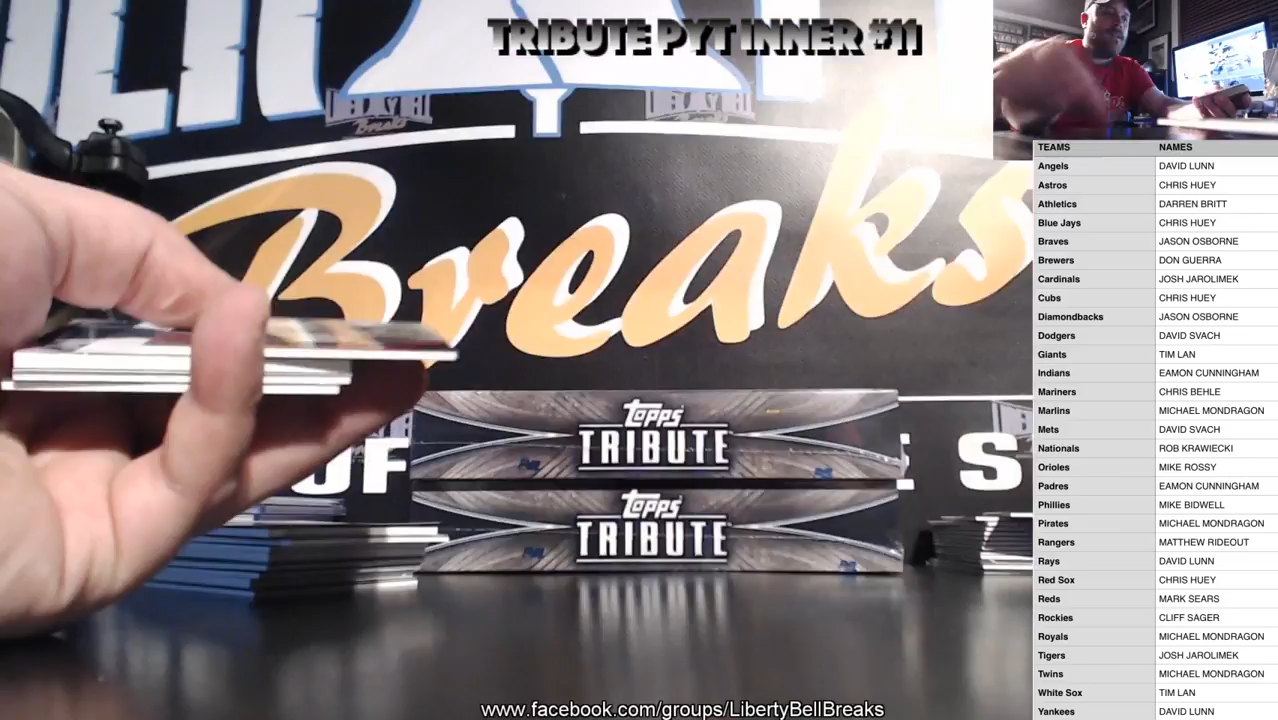 TRIBUTE PYT INNER #11
Breaks
OF
S
topps
TRIBUTE
topps
TRIBUTE
TEAMS NAMES
Angels DAVID LUNN
Astros CHRIS HUEY
Athletics DARREN BRITT
Blue Jays CHRIS HUEY
Braves JASON OSBORNE
Brewers DON GUERRA
Cardinals JOSH JAROLIMEK
Cubs CHRIS HUEY
Diamondbacks JASON OSBORNE
Dodgers DAVID SVACH
Giants TIM LAN
Indians EAMON CUNNINGHAM
Mariners CHRIS BEHLE
Marlins MICHAEL MONDRAGON
Mets DAVID SVACH
Nationals ROB KRAWIECKI
Orioles MIKE ROSSY
Padres EAMON CUNNINGHAM
Phillies MIKE BIDWELL
Pirates MICHAEL MONDRAGON
Rangers MATTHEW RIDEOUT
Rays DAVID LUNN
Red Sox CHRIS HUEY
Reds MARK SEARS
Rockies CLIFF SAGER
Royals MICHAEL MONDRAGON
Tigers JOSH JAROLIMEK
Twins MICHAEL MONDRAGON
White Sox TIM LAN
Yankees DAVID LUNN
www.facebook.com/groups/LibertyBellBreaks